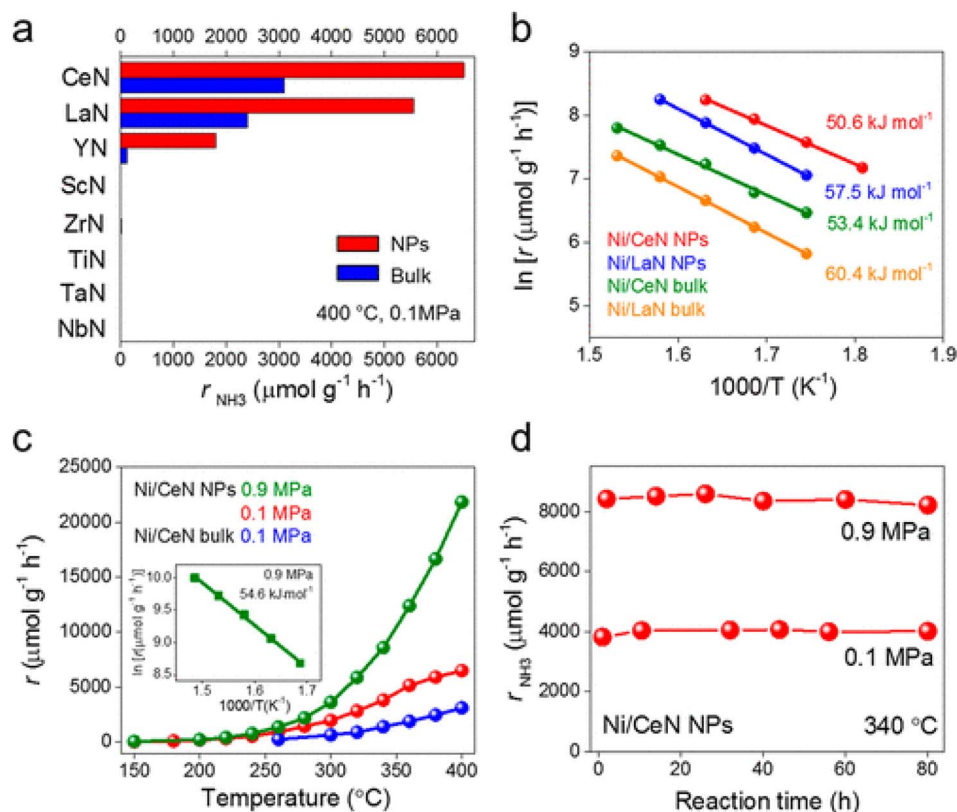 a
0 1000 2000 3000 4000 5000 6000
CeN
LaN
YN
ScN
ZrN
TiN
TaN
NbN
NPs
Bulk
400 °C, 0.1MPa
0 1000 2000 3000 4000 5000 6000
r NH3 (μmol g-1 h-1)
b
ln [r (μmol g-1 h-1)]
9
8
7
6
5
50.6 kJ mol-1
57.5 kJ mol-1
53.4 kJ mol-1
60.4 kJ mol-1
Ni/CeN NPs
Ni/LaN NPs
Ni/CeN bulk
Ni/LaN bulk
1.5 1.6 1.7 1.8 1.9
1000/T (K-1)
c
r (μmol g-1 h-1)
25000
20000
15000
10000
5000
0
Ni/CeN NPs 0.9 MPa
0.1 MPa
Ni/CeN bulk 0.1 MPa
ln [r(μmol g-1 h-1)]
10.0
9.5
9.0
8.5
0.9 MPa
54.6 kJmol-1
1.5 1.6 1.7
1000/T(K-1)
150 200 250 300 350 400
Temperature (°C)
d
r NH3 (μmol g-1 h-1)
8000
6000
4000
2000
0
0.9 MPa
0.1 MPa
Ni/CeN NPs 340 °C
0 20 40 60 80
Reaction time (h)